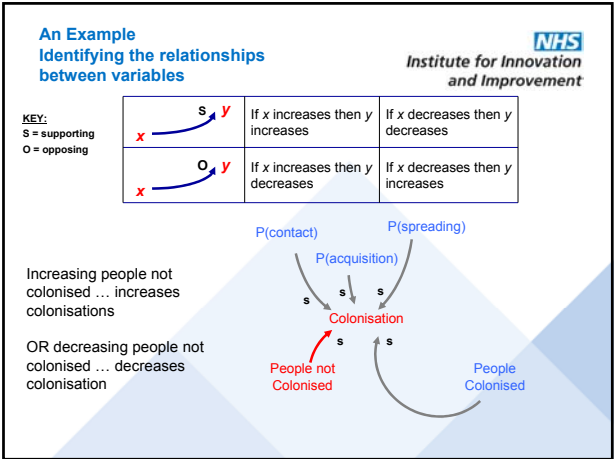 An Example
Identifying the relationships
between variables
NHS
Institute for Innovation
and Improvement
KEY:
S = supporting
O = opposing
x S y
If x increases then y
increases
If x decreases then y
decreases
x O y
If x increases then y
decreases
If x decreases then y
increases
P(contact)
P(spreading)
P(acquisition)
Increasing people not
colonised … increases
colonisations
OR decreasing people not
colonised … decreases
colonisation
s
s
s
Colonisation
s
s
People not
Colonised
People
Colonised